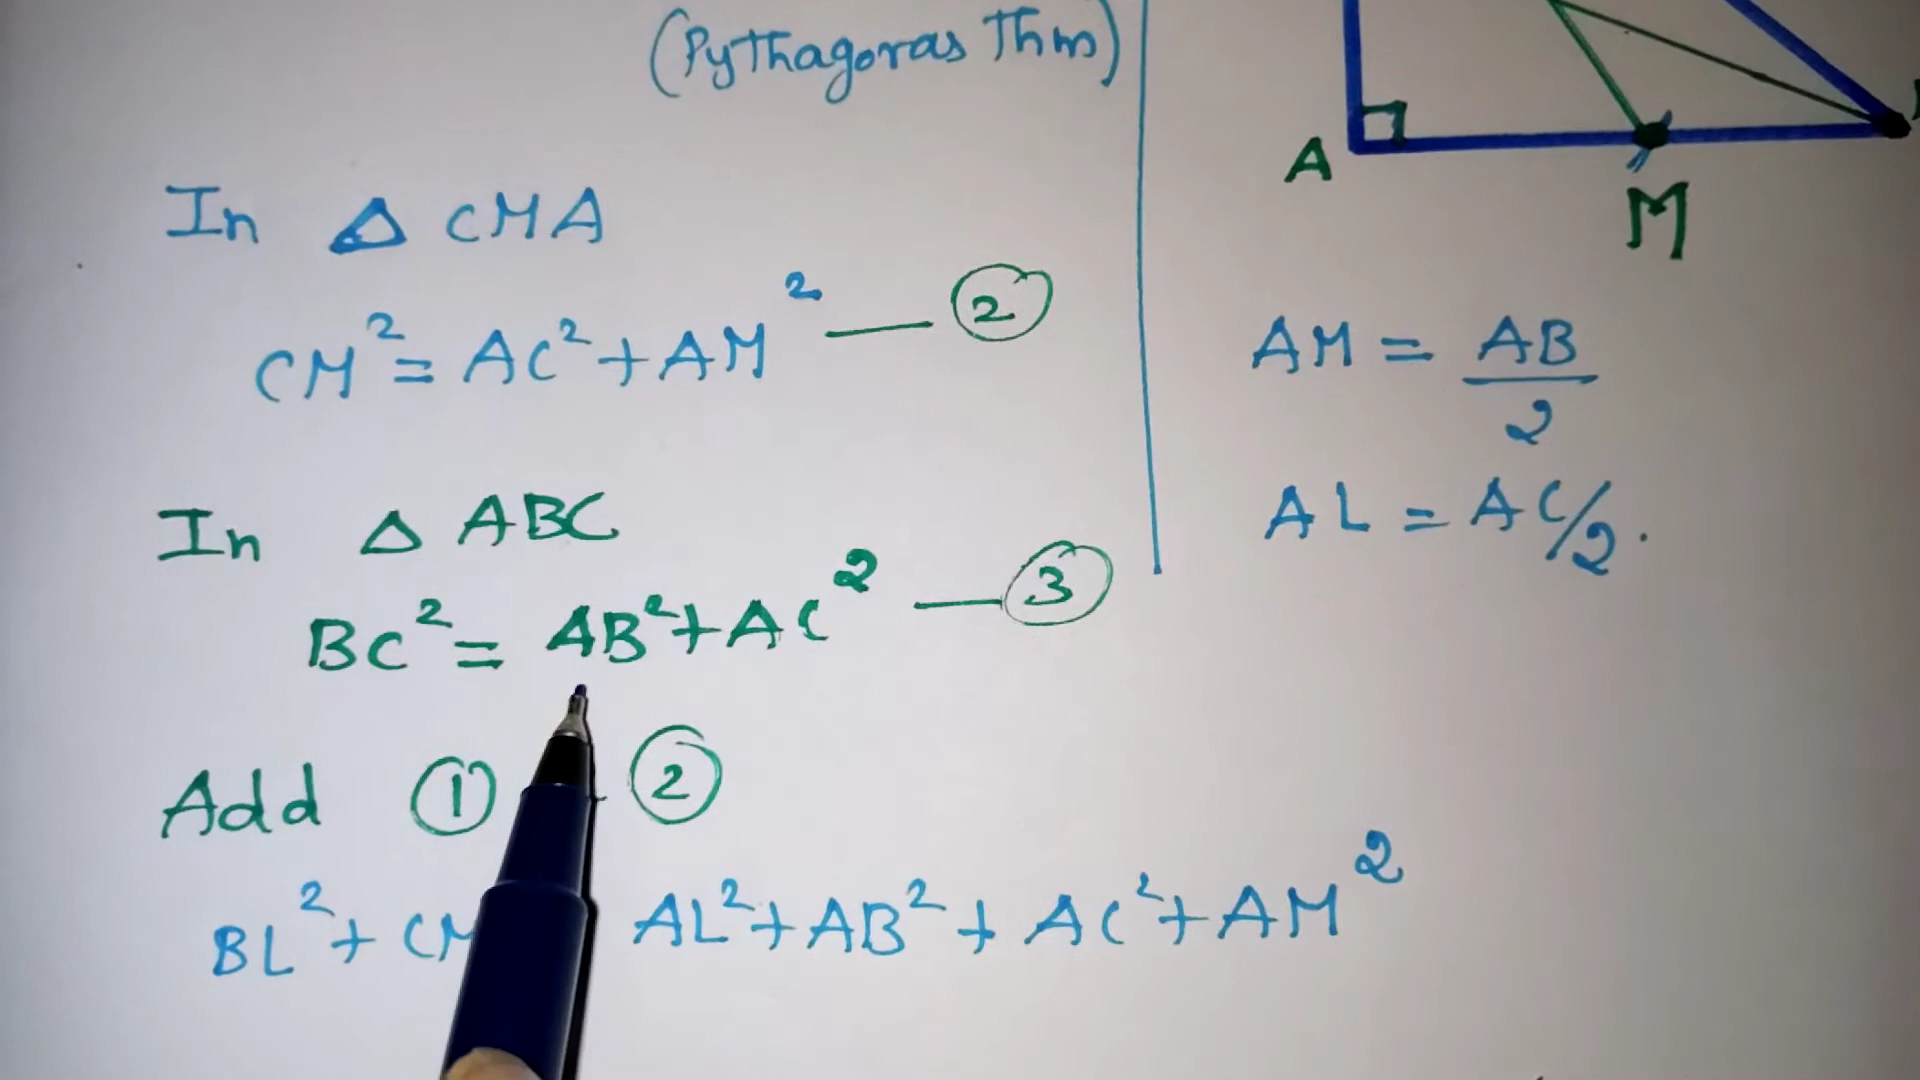 (Pythagoras Thm)
In Δ CMA
CM² = AC² + AM² — ②
In Δ ABC
BC² = AB² + AC² — ③
Add ① ②
BL² + CM AL² + AB² + AC² + AM²
A
M
AM = AB/2
AL = AC/2.